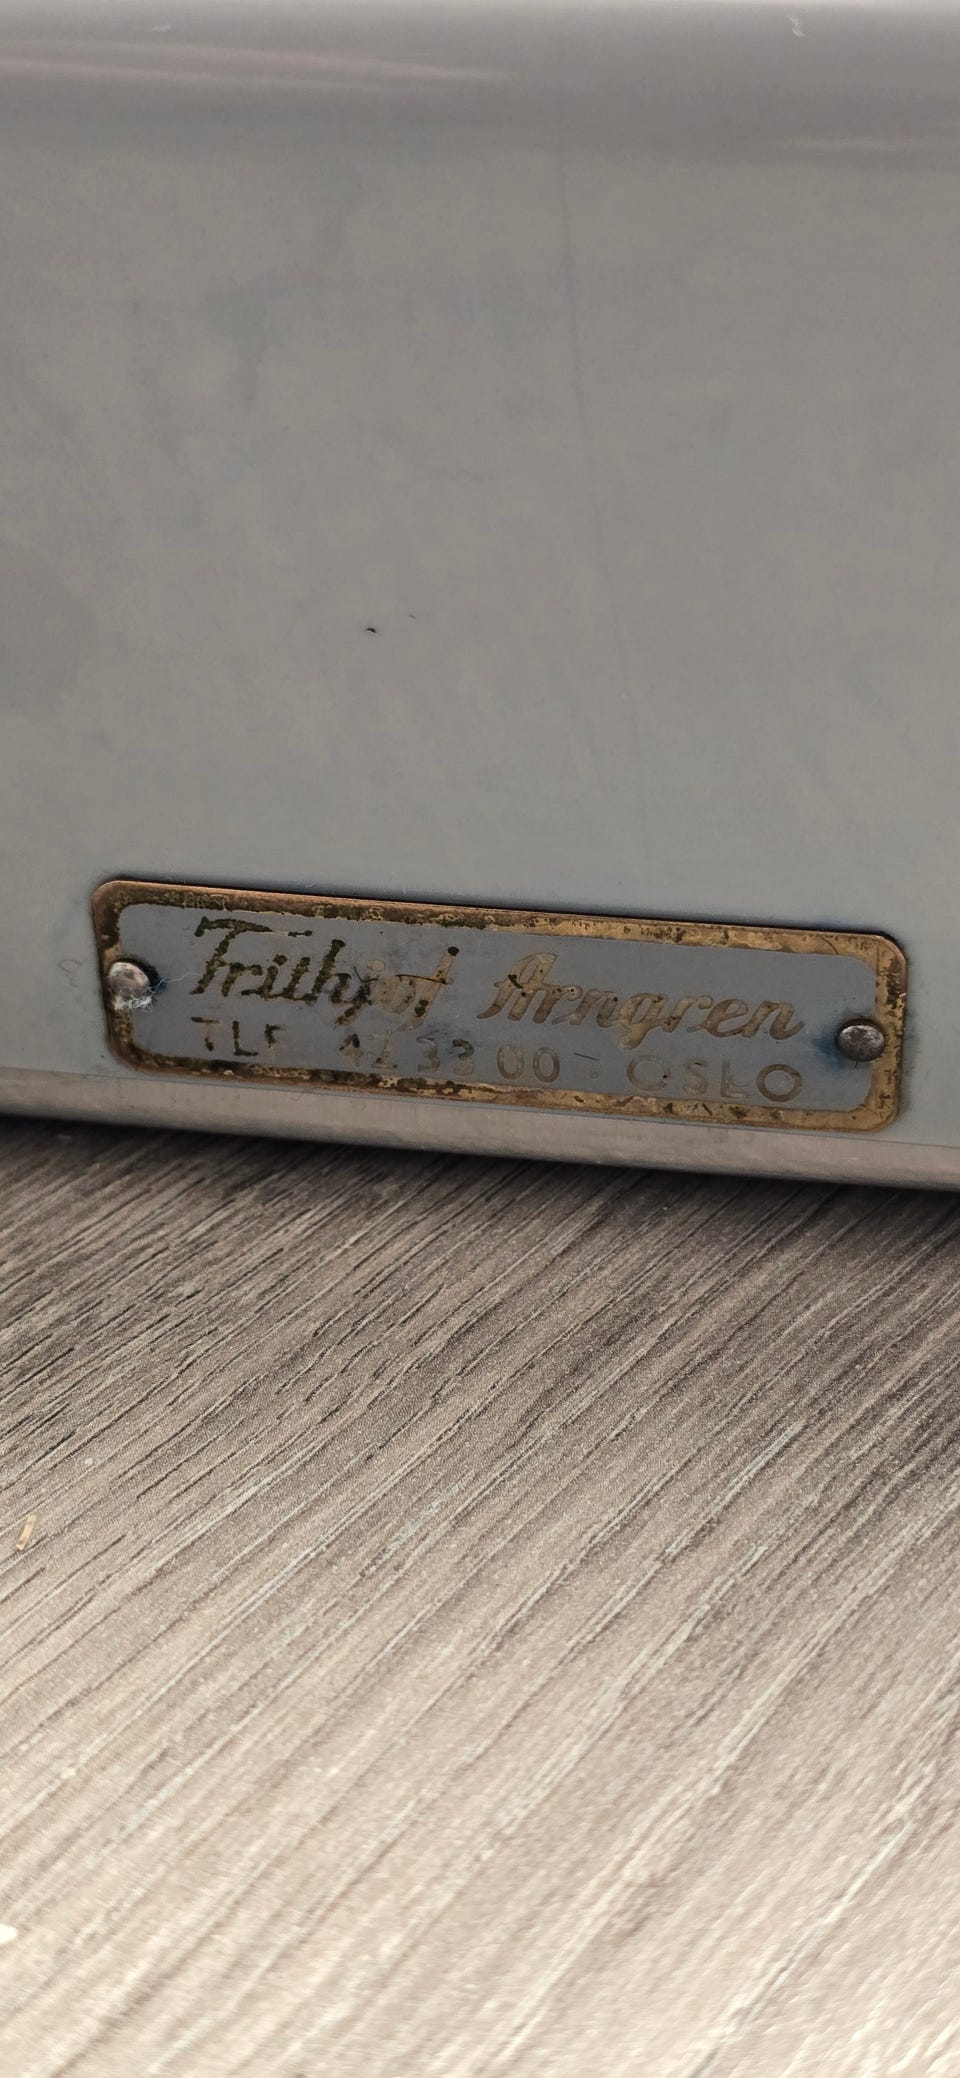 Frithjof Arngren
TLF 42 33 00 - OSLO